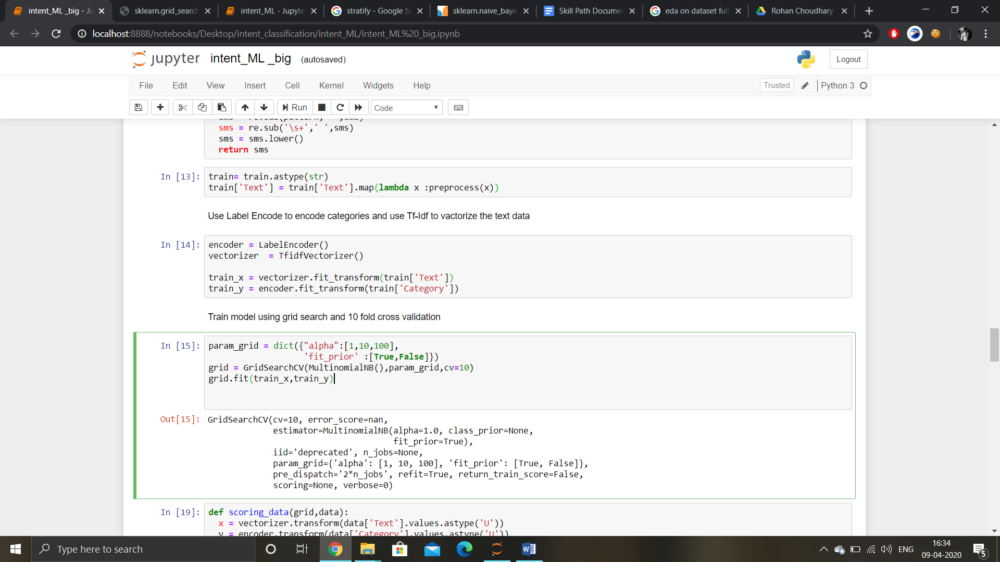 intent_ML _big - Ju
sklearn.grid_search
intent_ML - Jupyte
stratify - Google Se
sklearn.naive_baye
Skill Path Documen
eda on dataset full
Rohan Choudhary
localhost:8888/notebooks/Desktop/intent_classification/intent_ML/intent_ML%20_big.ipynb
jupyter intent_ML _big (autosaved)
Logout
File Edit View Insert Cell Kernel Widgets Help
Trusted Python 3
Run Code
sms = re.sub(pattern,' ',sms)
sms = re.sub('\s+',' ',sms)
sms = sms.lower()
return sms
In [13]: train= train.astype(str)
train['Text'] = train['Text'].map(lambda x :preprocess(x))
Use Label Encode to encode categories and use Tf-Idf to vactorize the text data
In [14]: encoder = LabelEncoder()
vectorizer  = TfidfVectorizer()
train_x = vectorizer.fit_transform(train['Text'])
train_y = encoder.fit_transform(train['Category'])
Train model using grid search and 10 fold cross validation
In [15]: param_grid = dict({"alpha":[1,10,100],
'fit_prior' :[True,False]})
grid = GridSearchCV(MultinomialNB(),param_grid,cv=10)
grid.fit(train_x,train_y)
Out[15]: GridSearchCV(cv=10, error_score=nan,
estimator=MultinomialNB(alpha=1.0, class_prior=None,
fit_prior=True),
iid='deprecated', n_jobs=None,
param_grid={'alpha': [1, 10, 100], 'fit_prior': [True, False]},
pre_dispatch='2*n_jobs', refit=True, return_train_score=False,
scoring=None, verbose=0)
In [19]: def scoring_data(grid,data):
x = vectorizer.transform(data['Text'].values.astype('U'))
y = encoder.transform(data['Category'].values.astype('U'))
Type here to search
ENG
16:34
09-04-2020
5